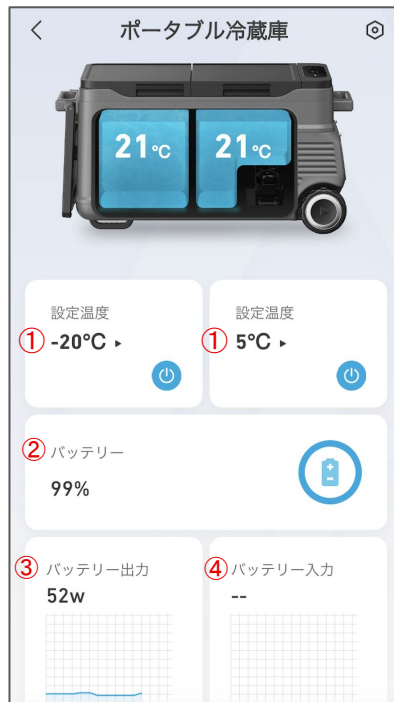 ポータブル冷蔵庫
21℃ 21℃
設定温度 設定温度
① -20℃ ① 5℃
② バッテリー
99%
③ バッテリー出力 ④ バッテリー入力
52w --